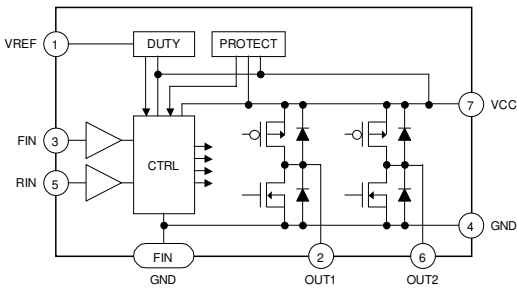 VREF 1 DUTY PROTECT
7 VCC
FIN 3
CTRL
RIN 5
4 GND
FIN 2 6
GND OUT1 OUT2